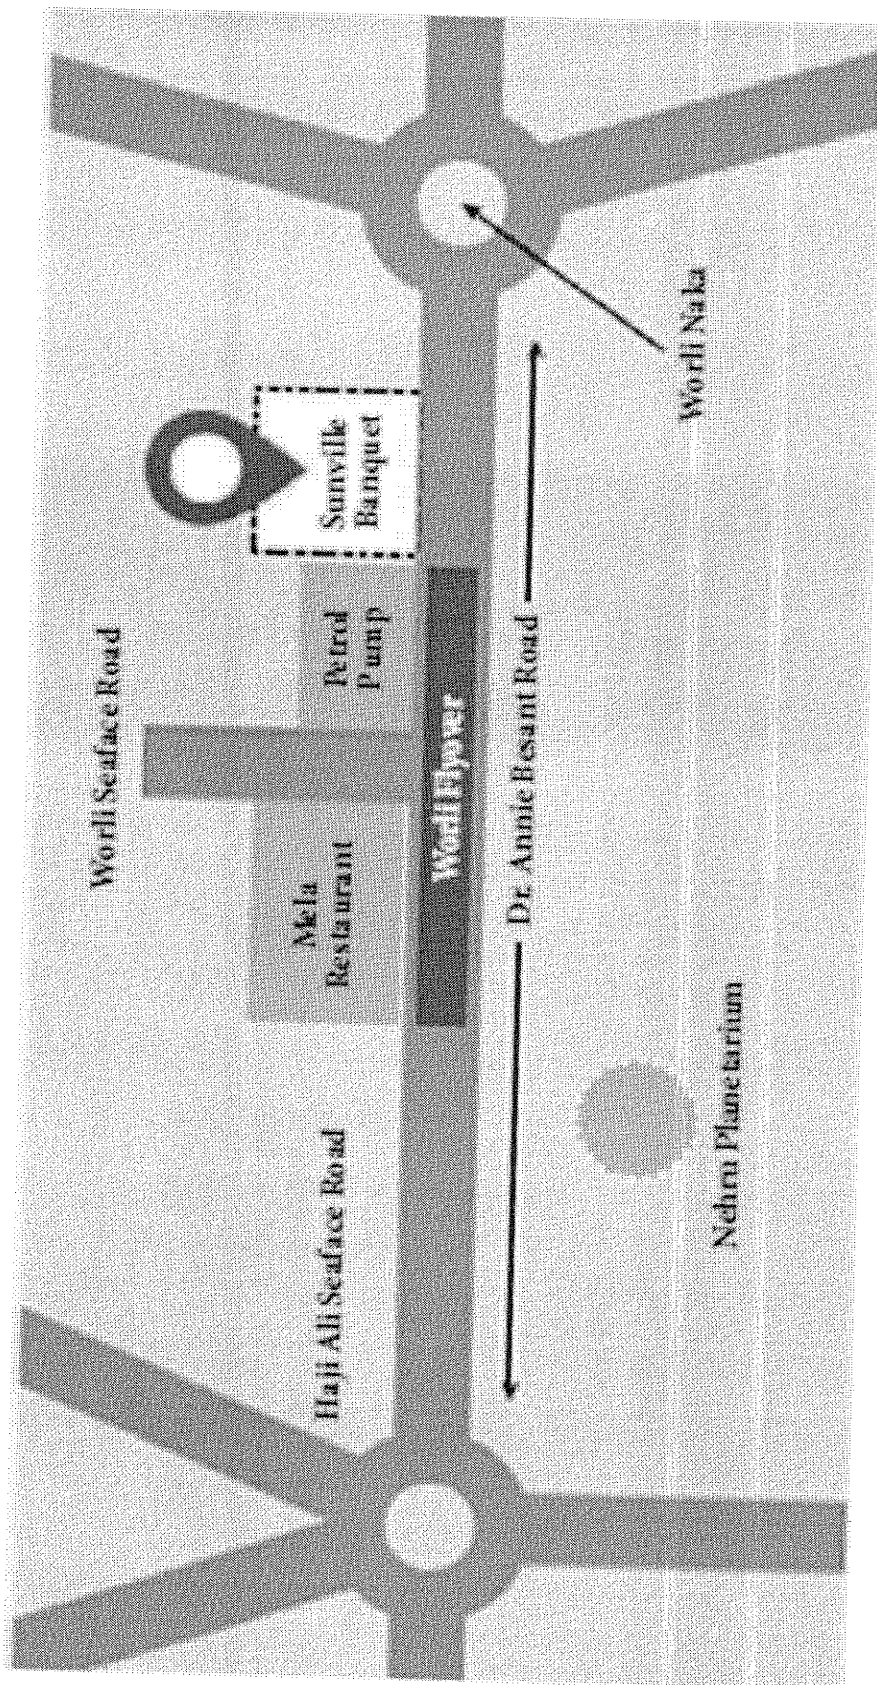 Worli Seaface Road
Haji Ali Seaface Road
Mela
Restaurant
Petrol
Pump
Sunville
Banquet
Worli Flyover
Dr. Annie Besant Road
Nehru Planetarium
Worli Naka